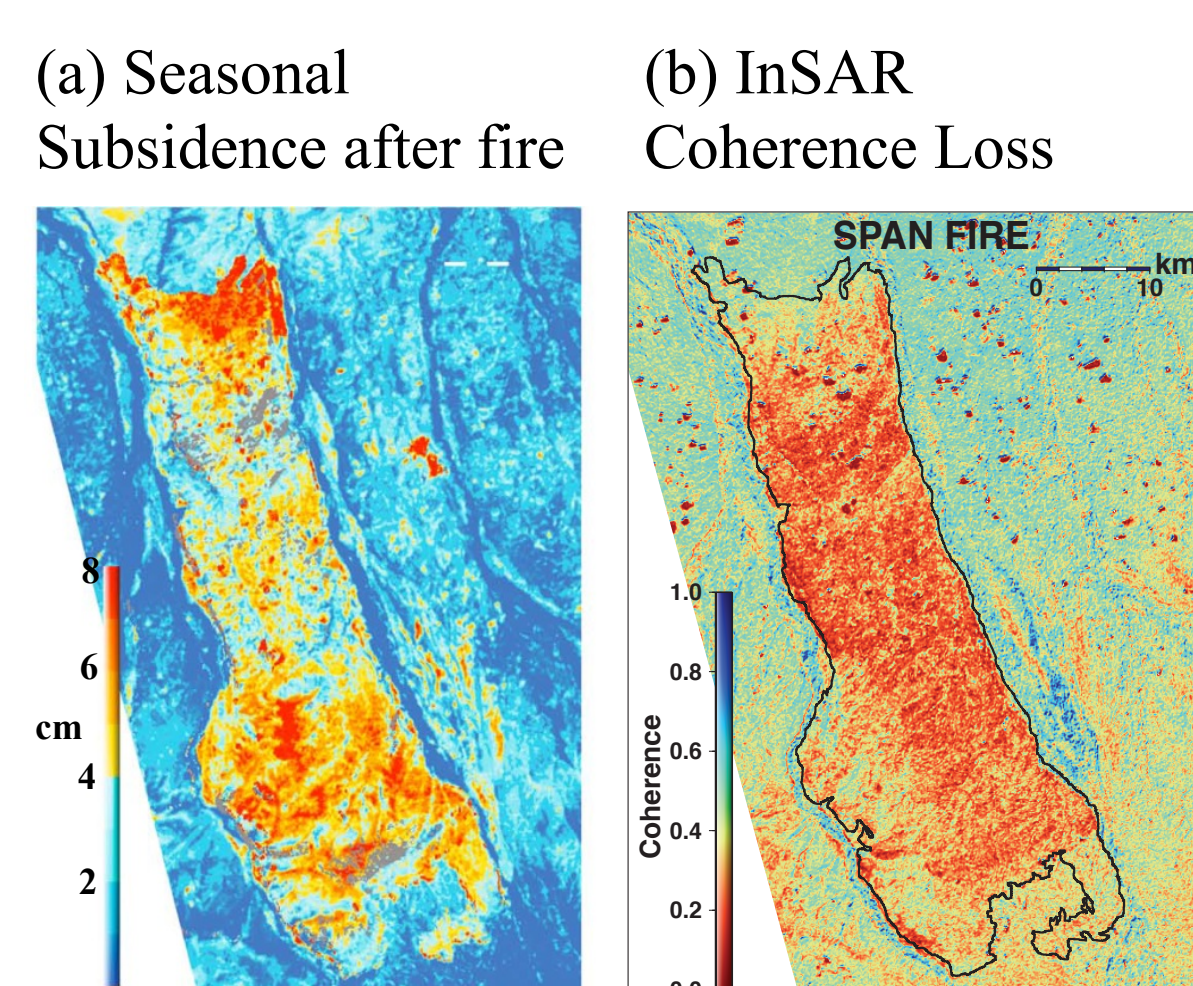 (a) Seasonal
Subsidence after fire
8
6
cm
4
2
(b) InSAR
Coherence Loss
SPAN FIRE
km
0 10
1.0
0.8
0.6
Coherence
0.4
0.2